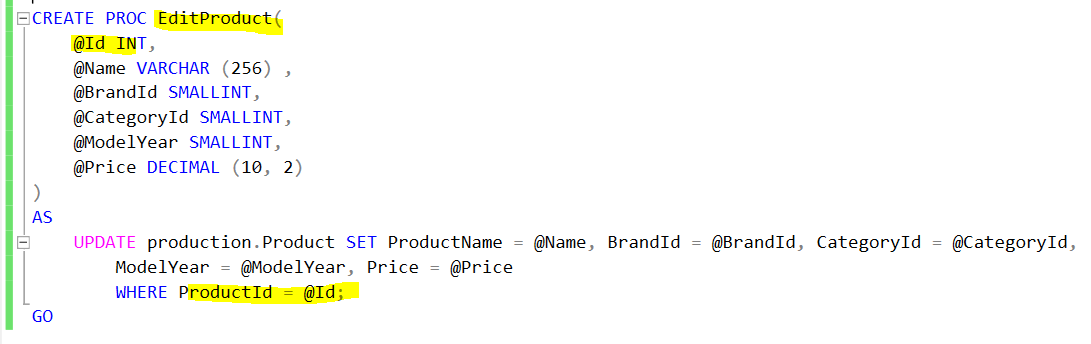 CREATE PROC EditProduct(
@Id INT,
@Name VARCHAR (256) ,
@BrandId SMALLINT,
@CategoryId SMALLINT,
@ModelYear SMALLINT,
@Price DECIMAL (10, 2)
)
AS
UPDATE production.Product SET ProductName = @Name, BrandId = @BrandId, CategoryId = @CategoryId,
ModelYear = @ModelYear, Price = @Price
WHERE ProductId = @Id;
GO